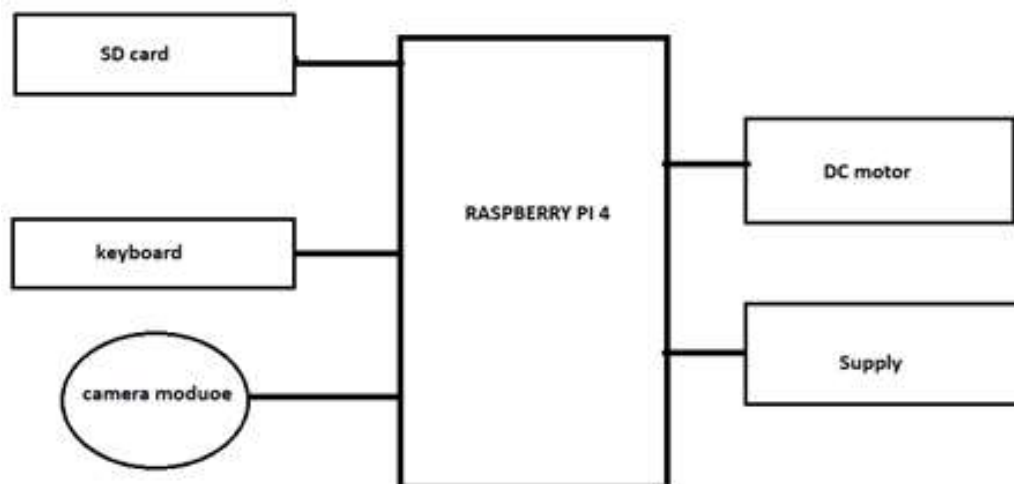 SD card
keyboard
camera moduoe
RASPBERRY PI 4
DC motor
Supply